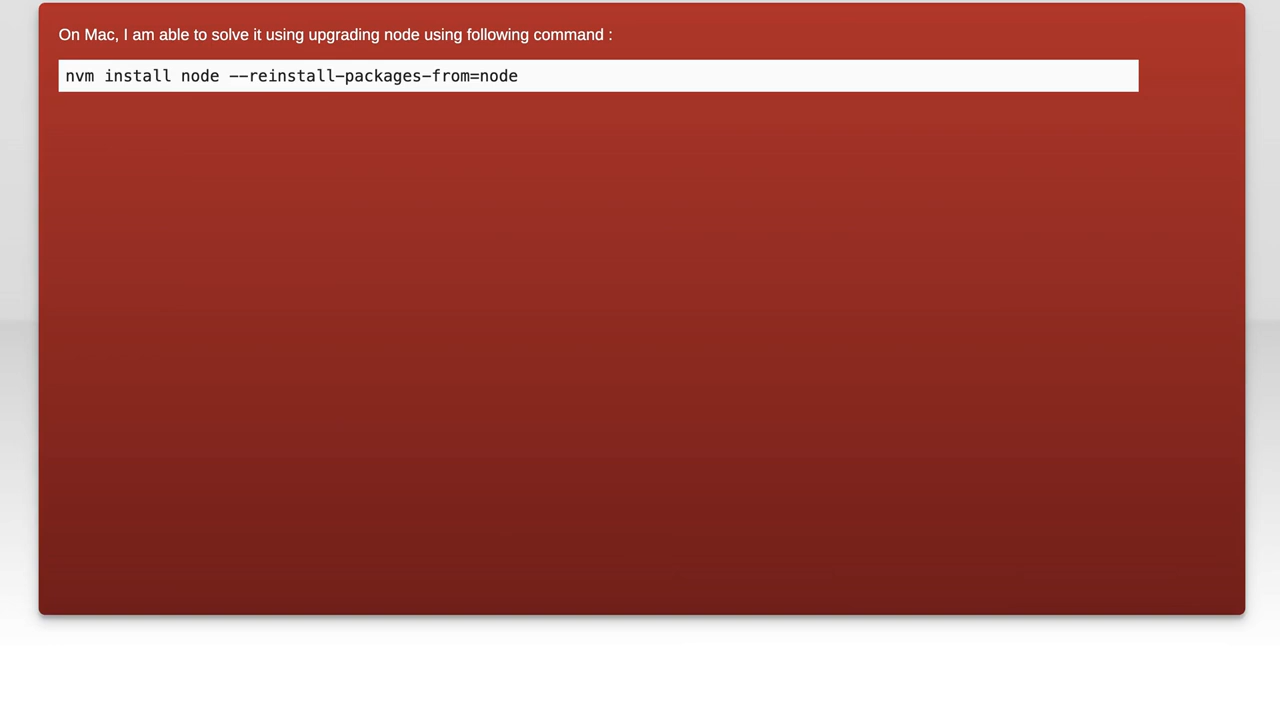 On Mac, I am able to solve it using upgrading node using following command :
nvm install node --reinstall-packages-from=node